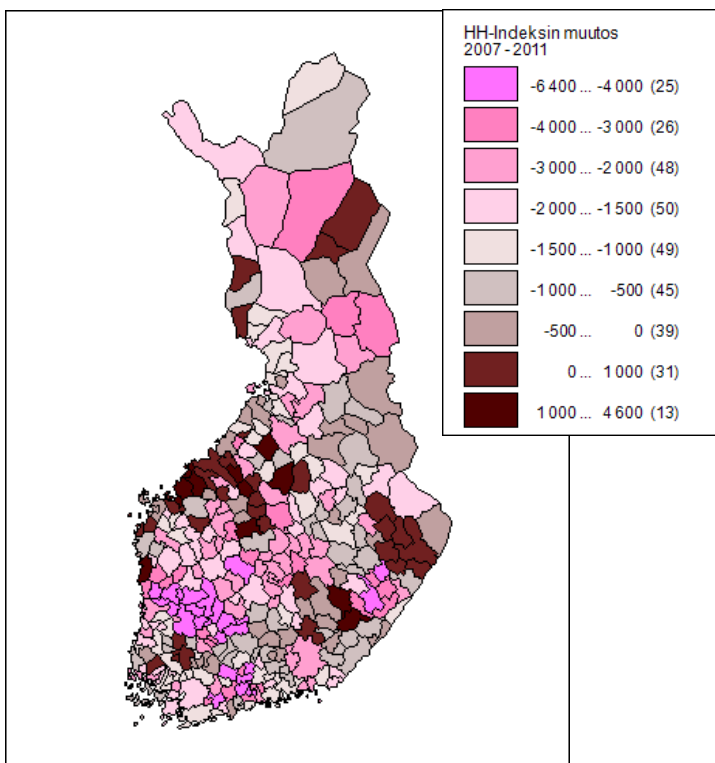 HH-Indeksin muutos
2007 - 2011
-6 400 ... -4 000 (25)
-4 000 ... -3 000 (26)
-3 000 ... -2 000 (48)
-2 000 ... -1 500 (50)
-1 500 ... -1 000 (49)
-1 000 ... -500 (45)
-500 ... 0 (39)
0 ... 1 000 (31)
1 000 ... 4 600 (13)